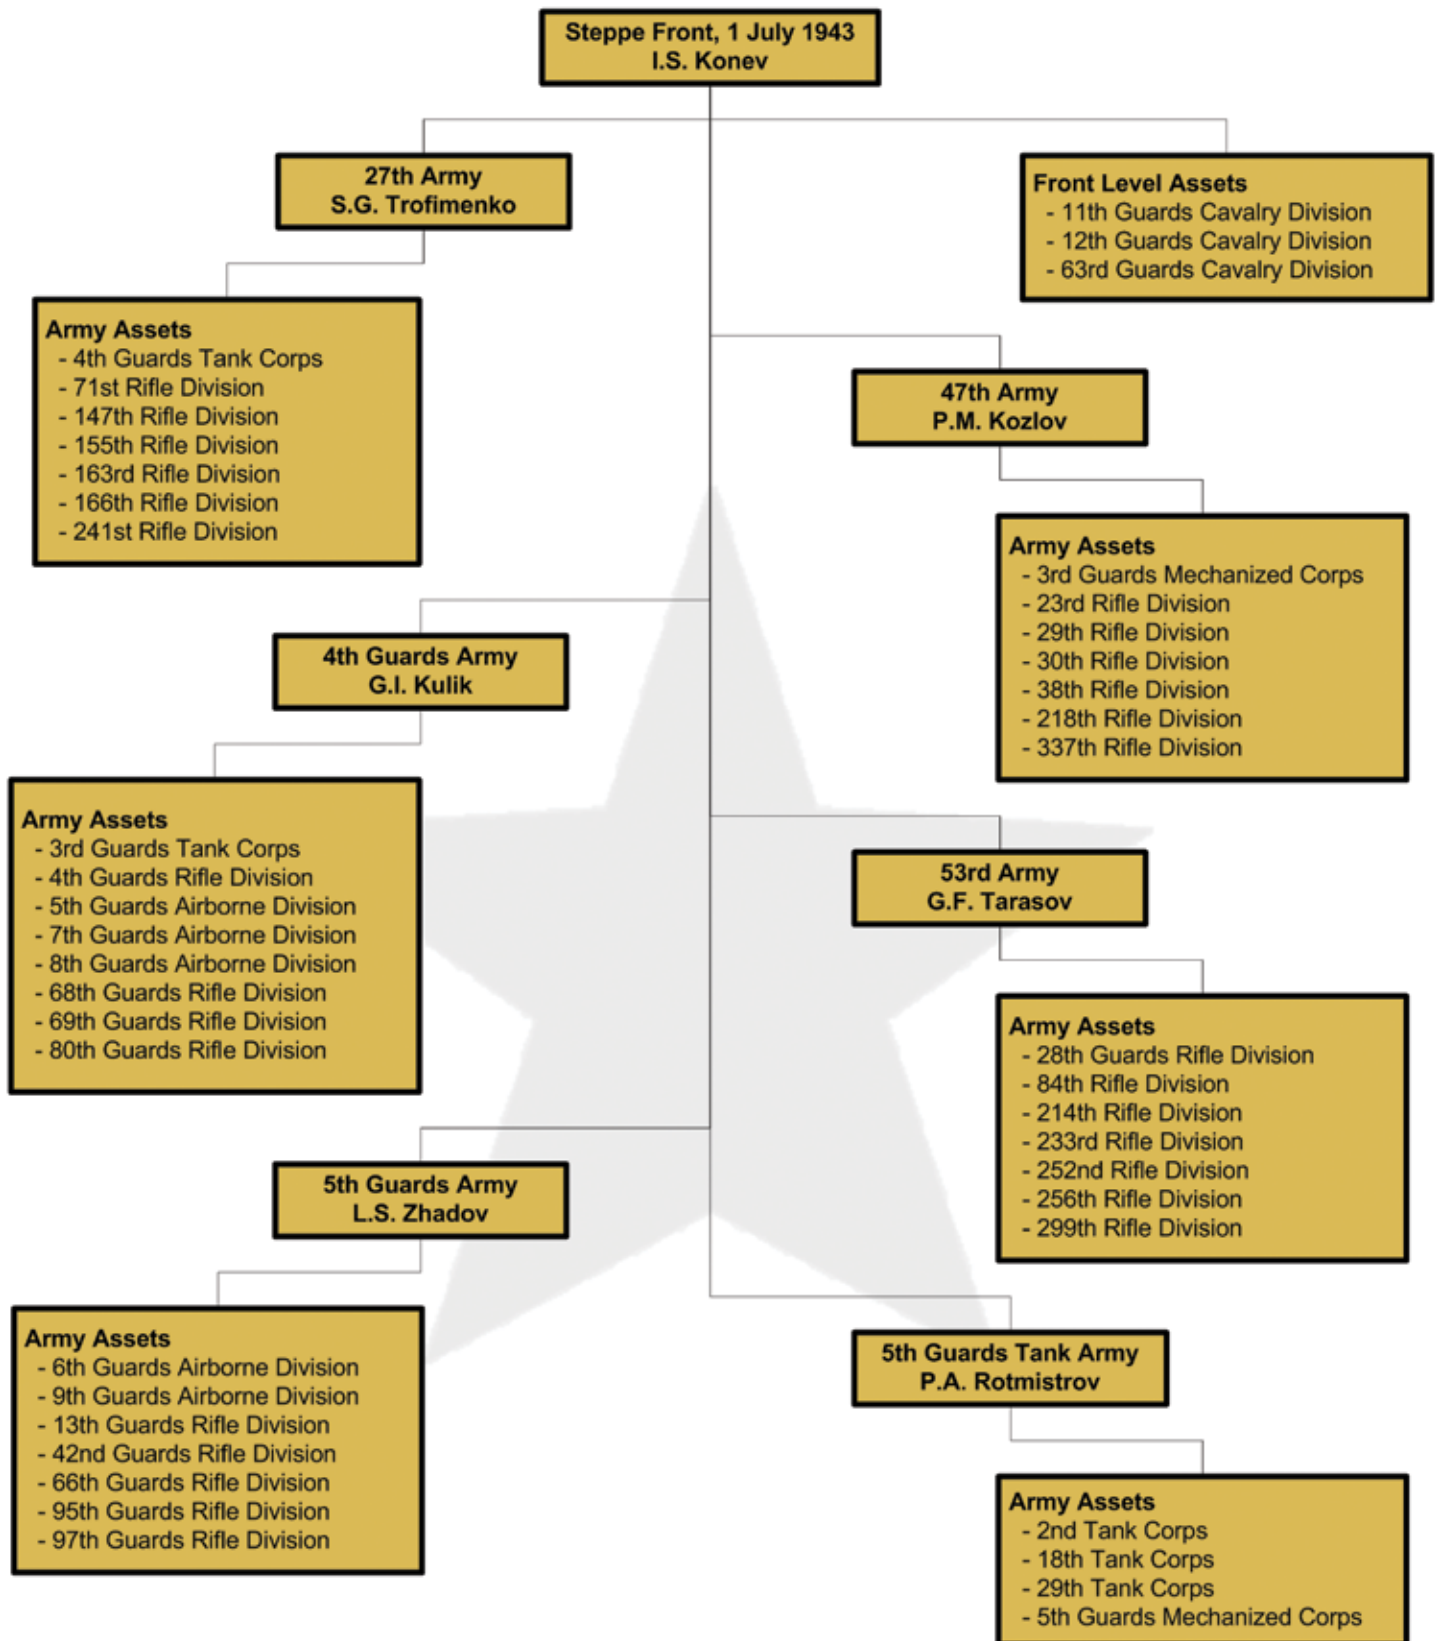 Steppe Front, 1 July 1943
I.S. Konev
27th Army
S.G. Trofimenko
Front Level Assets
- 11th Guards Cavalry Division
- 12th Guards Cavalry Division
- 63rd Guards Cavalry Division
Army Assets
- 4th Guards Tank Corps
- 71st Rifle Division
- 147th Rifle Division
- 155th Rifle Division
- 163rd Rifle Division
- 166th Rifle Division
- 241st Rifle Division
47th Army
P.M. Kozlov
Army Assets
- 3rd Guards Mechanized Corps
- 23rd Rifle Division
- 29th Rifle Division
- 30th Rifle Division
- 38th Rifle Division
- 218th Rifle Division
- 337th Rifle Division
4th Guards Army
G.I. Kulik
Army Assets
- 3rd Guards Tank Corps
- 4th Guards Rifle Division
- 5th Guards Airborne Division
- 7th Guards Airborne Division
- 8th Guards Airborne Division
- 68th Guards Rifle Division
- 69th Guards Rifle Division
- 80th Guards Rifle Division
53rd Army
G.F. Tarasov
Army Assets
- 28th Guards Rifle Division
- 84th Rifle Division
- 214th Rifle Division
- 233rd Rifle Division
- 252nd Rifle Division
- 256th Rifle Division
- 299th Rifle Division
5th Guards Army
L.S. Zhadov
Army Assets
- 6th Guards Airborne Division
- 9th Guards Airborne Division
- 13th Guards Rifle Division
- 42nd Guards Rifle Division
- 66th Guards Rifle Division
- 95th Guards Rifle Division
- 97th Guards Rifle Division
5th Guards Tank Army
P.A. Rotmistrov
Army Assets
- 2nd Tank Corps
- 18th Tank Corps
- 29th Tank Corps
- 5th Guards Mechanized Corps